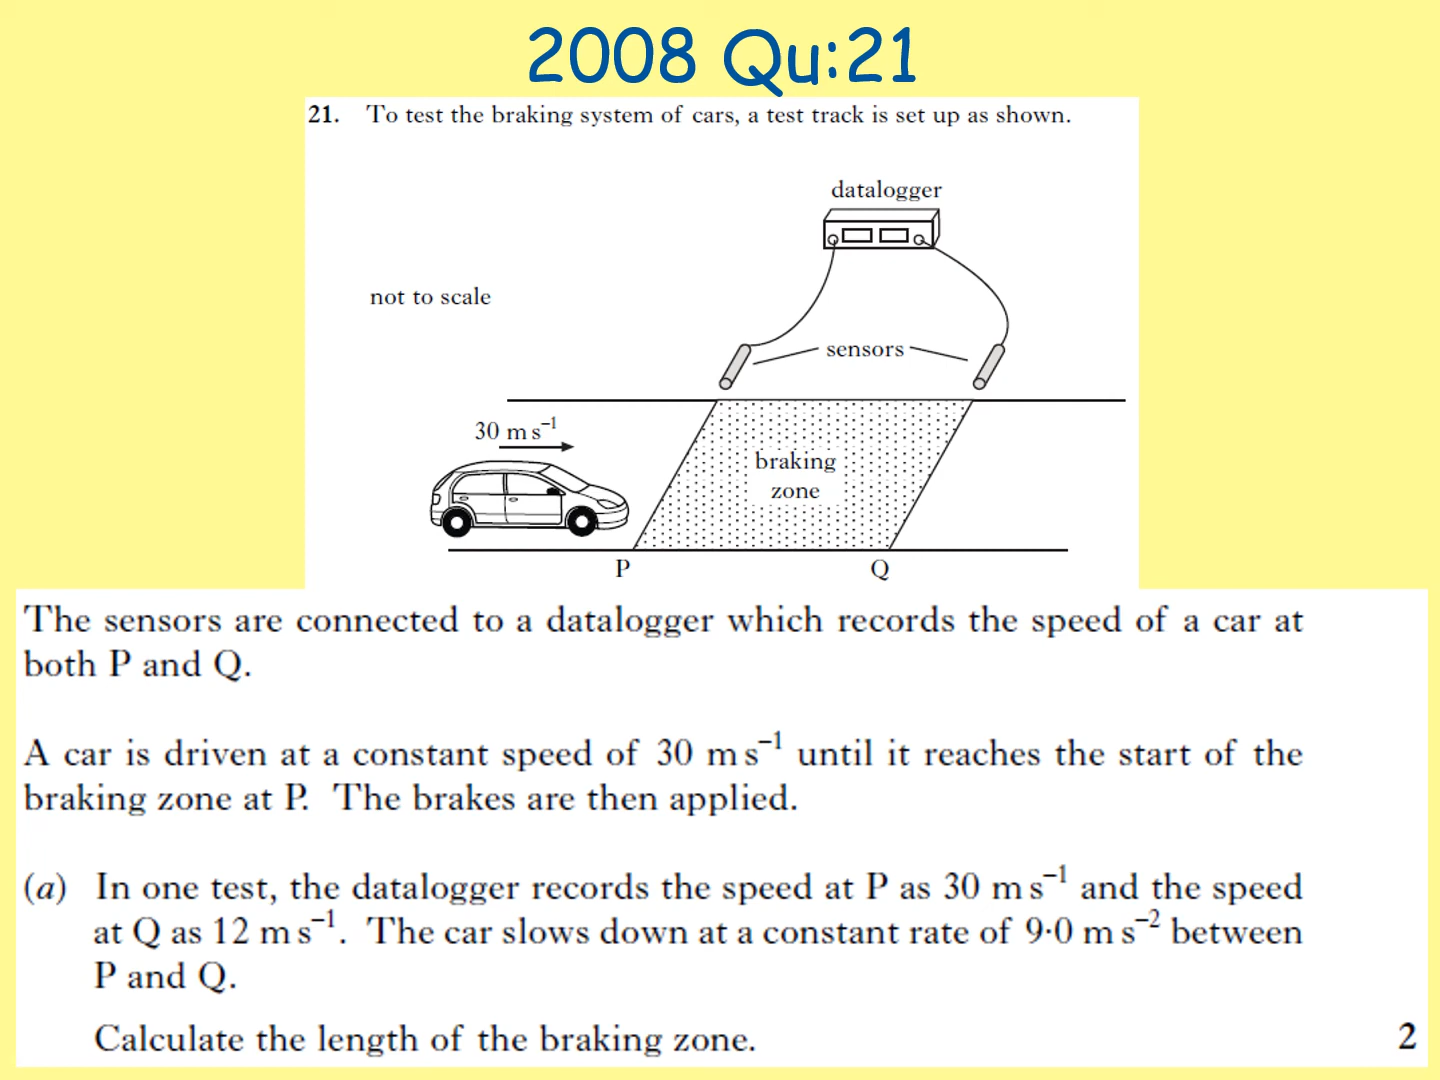 2008 Qu:21
21. To test the braking system of cars, a test track is set up as shown.
datalogger
not to scale
sensors
30 m s⁻¹
braking
zone
P
Q
The sensors are connected to a datalogger which records the speed of a car at
both P and Q.
A car is driven at a constant speed of 30 m s⁻¹ until it reaches the start of the
braking zone at P. The brakes are then applied.
(a) In one test, the datalogger records the speed at P as 30 m s⁻¹ and the speed
at Q as 12 m s⁻¹. The car slows down at a constant rate of 9·0 m s⁻² between
P and Q.
Calculate the length of the braking zone. 2